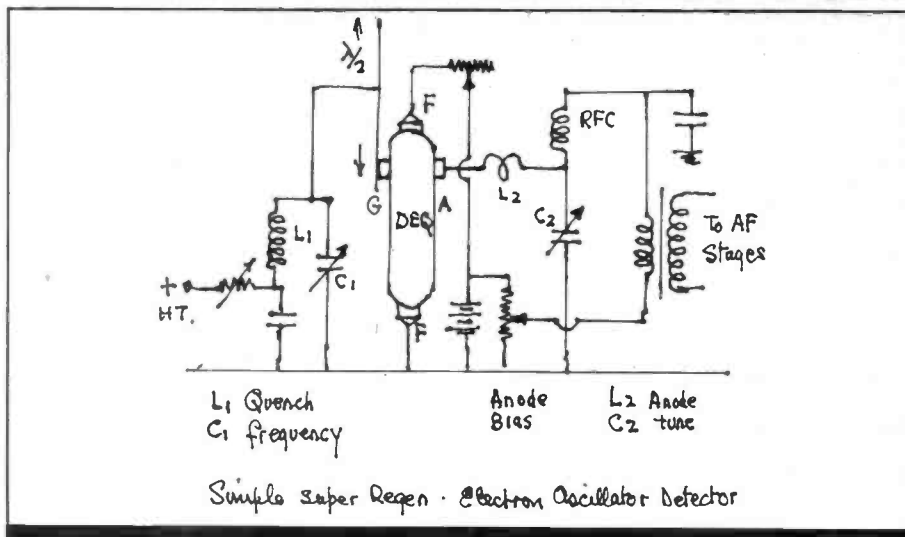 λ/2
F
RFC
G
DEQ
A
L2
C2
L1
C1
To AF
Stages
+
HT.
F
L1 Quench
C1 frequency
Anode
Bias
L2 Anode
C2 tune
Simple Super Regen. Electron Oscillator Detector